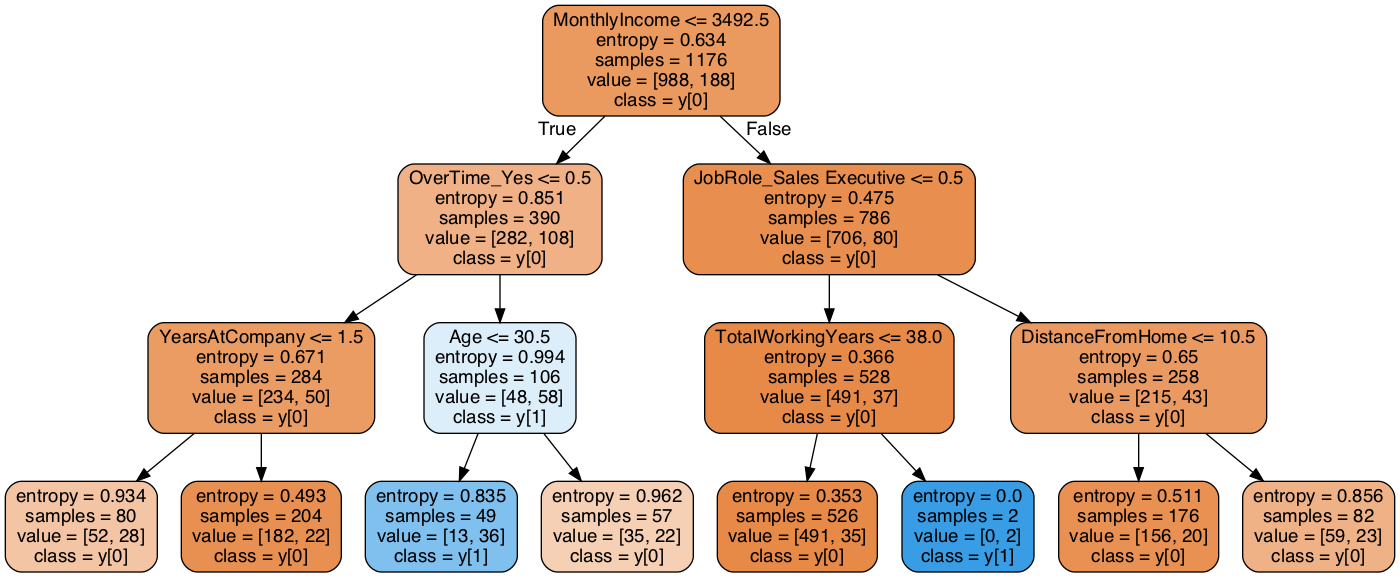 MonthlyIncome <= 3492.5
entropy = 0.634
samples = 1176
value = [988, 188]
class = y[0]
True
False
OverTime_Yes <= 0.5
entropy = 0.851
samples = 390
value = [282, 108]
class = y[0]
JobRole_Sales Executive <= 0.5
entropy = 0.475
samples = 786
value = [706, 80]
class = y[0]
YearsAtCompany <= 1.5
entropy = 0.671
samples = 284
value = [234, 50]
class = y[0]
Age <= 30.5
entropy = 0.994
samples = 106
value = [48, 58]
class = y[1]
TotalWorkingYears <= 38.0
entropy = 0.366
samples = 528
value = [491, 37]
class = y[0]
DistanceFromHome <= 10.5
entropy = 0.65
samples = 258
value = [215, 43]
class = y[0]
entropy = 0.934
samples = 80
value = [52, 28]
class = y[0]
entropy = 0.493
samples = 204
value = [182, 22]
class = y[0]
entropy = 0.835
samples = 49
value = [13, 36]
class = y[1]
entropy = 0.962
samples = 57
value = [35, 22]
class = y[0]
entropy = 0.353
samples = 526
value = [491, 35]
class = y[0]
entropy = 0.0
samples = 2
value = [0, 2]
class = y[1]
entropy = 0.511
samples = 176
value = [156, 20]
class = y[0]
entropy = 0.856
samples = 82
value = [59, 23]
class = y[0]